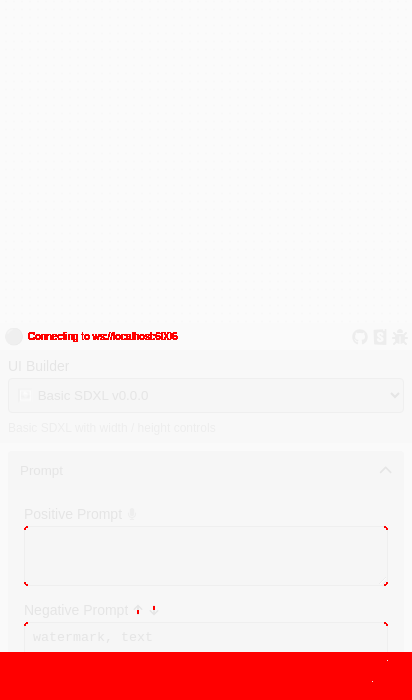 Connecting to ws://localhost:6006
UI Builder
Basic SDXL v0.0.0
Basic SDXL with width / height controls
Prompt
Positive Prompt
Negative Prompt
watermark, text